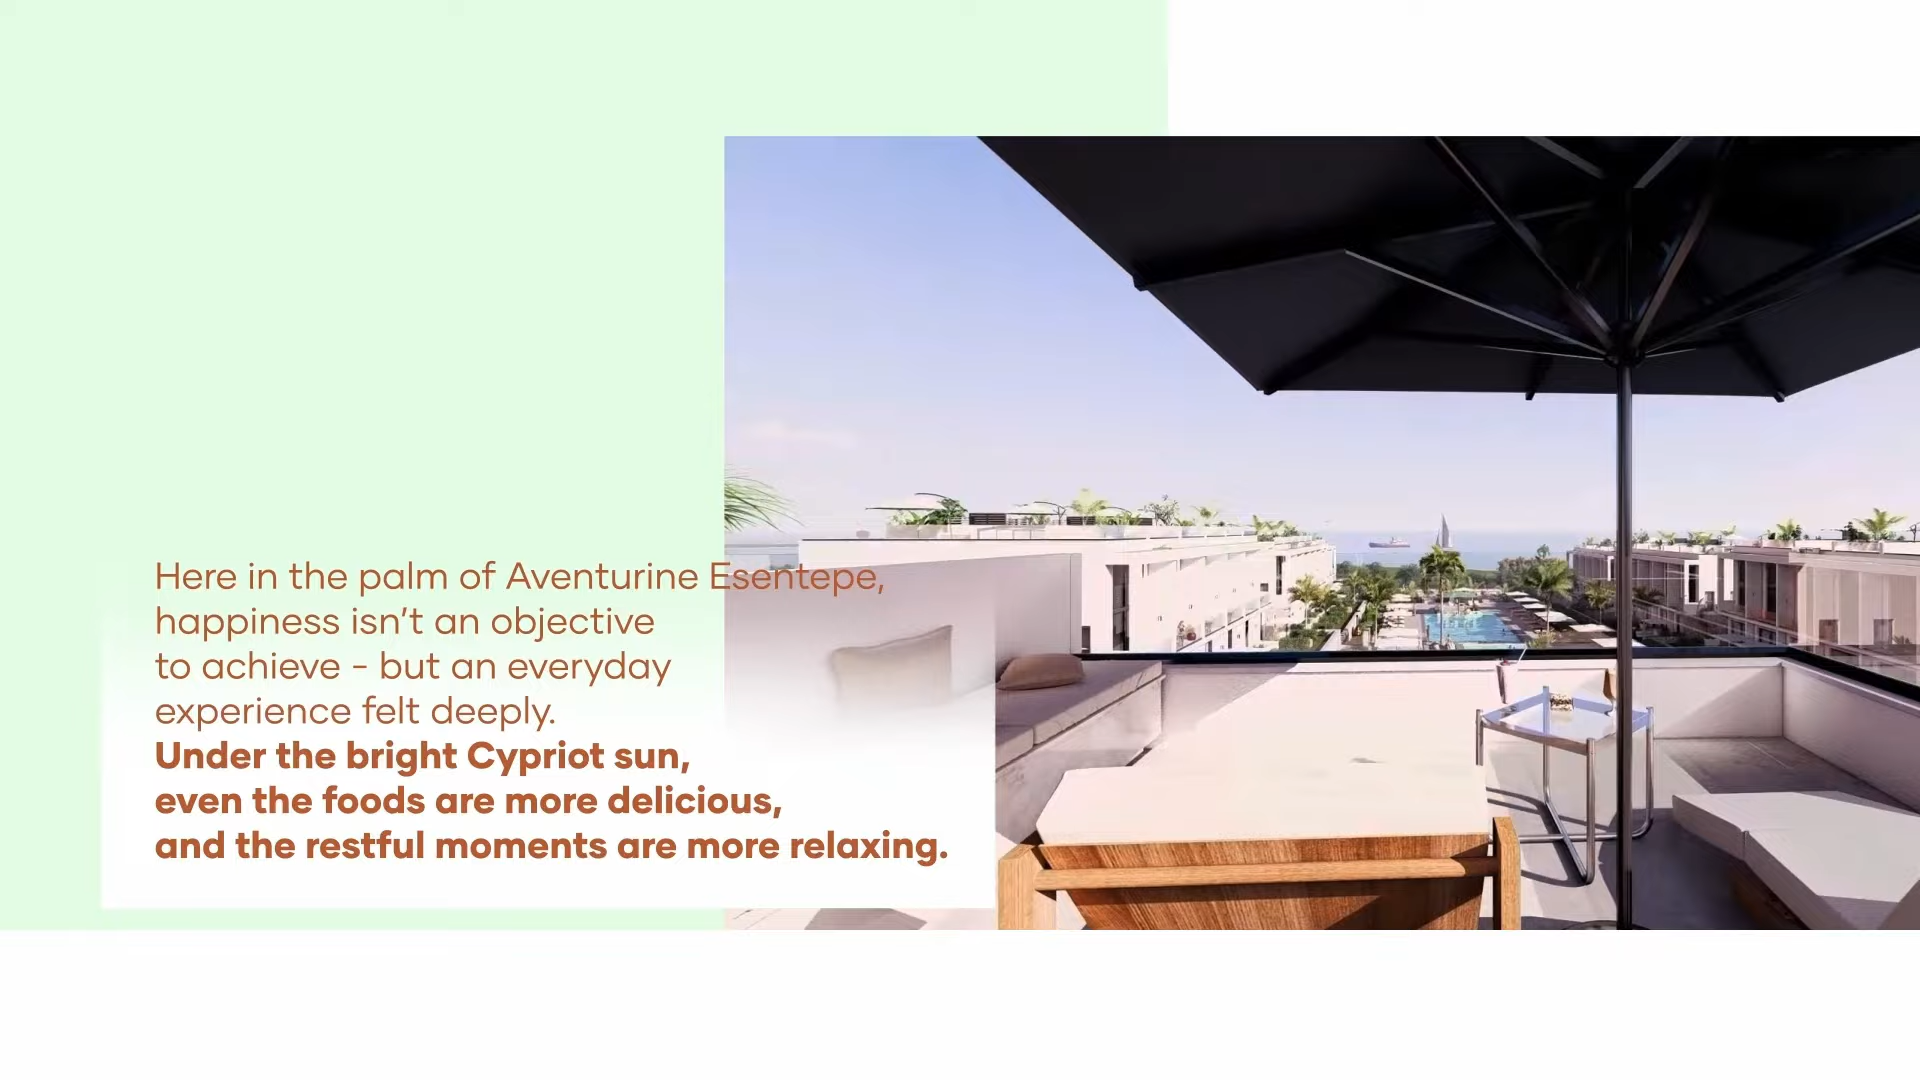 Here in the palm of Aventurine Esentepe,
happiness isn’t an objective
to achieve - but an everyday
experience felt deeply.
Under the bright Cypriot sun,
even the foods are more delicious,
and the restful moments are more relaxing.